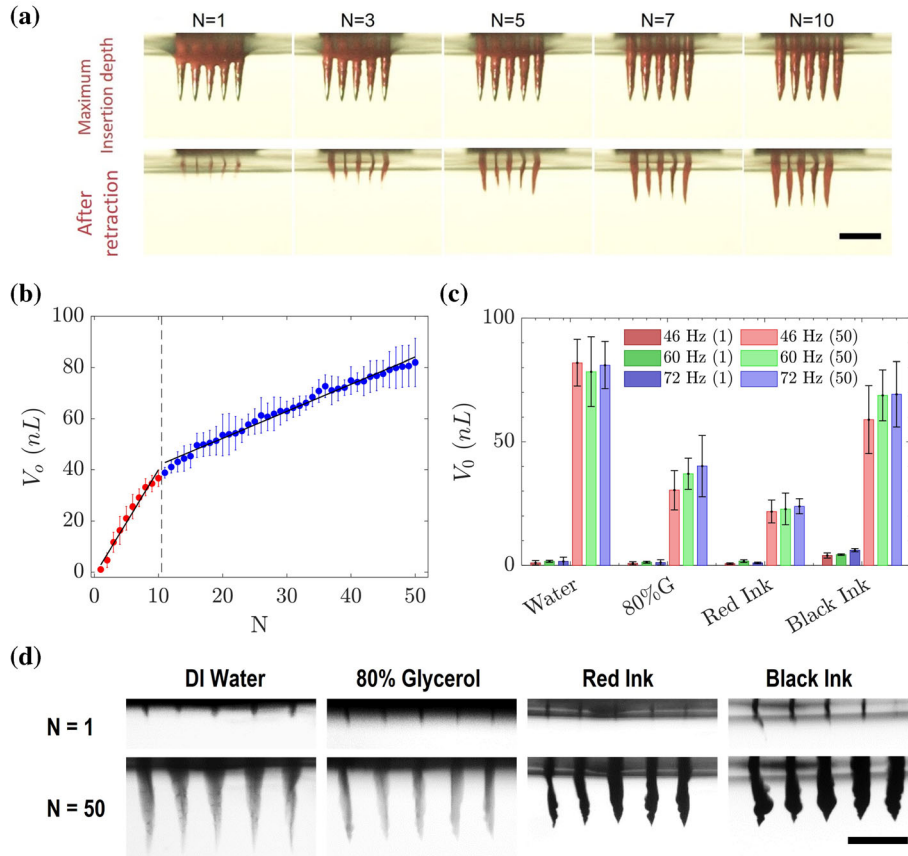 (a)
N=1 N=3 N=5 N=7 N=10
Maximum
Insertion depth
After
retraction
(b)
100
80
60
40
20
0
V_o (nL)
0 10 20 30 40 50
N
(c)
100
50
0
V_0 (nL)
46 Hz (1) 46 Hz (50)
60 Hz (1) 60 Hz (50)
72 Hz (1) 72 Hz (50)
Water 80%G Red Ink Black Ink
(d)
DI Water 80% Glycerol Red Ink Black Ink
N = 1
N = 50